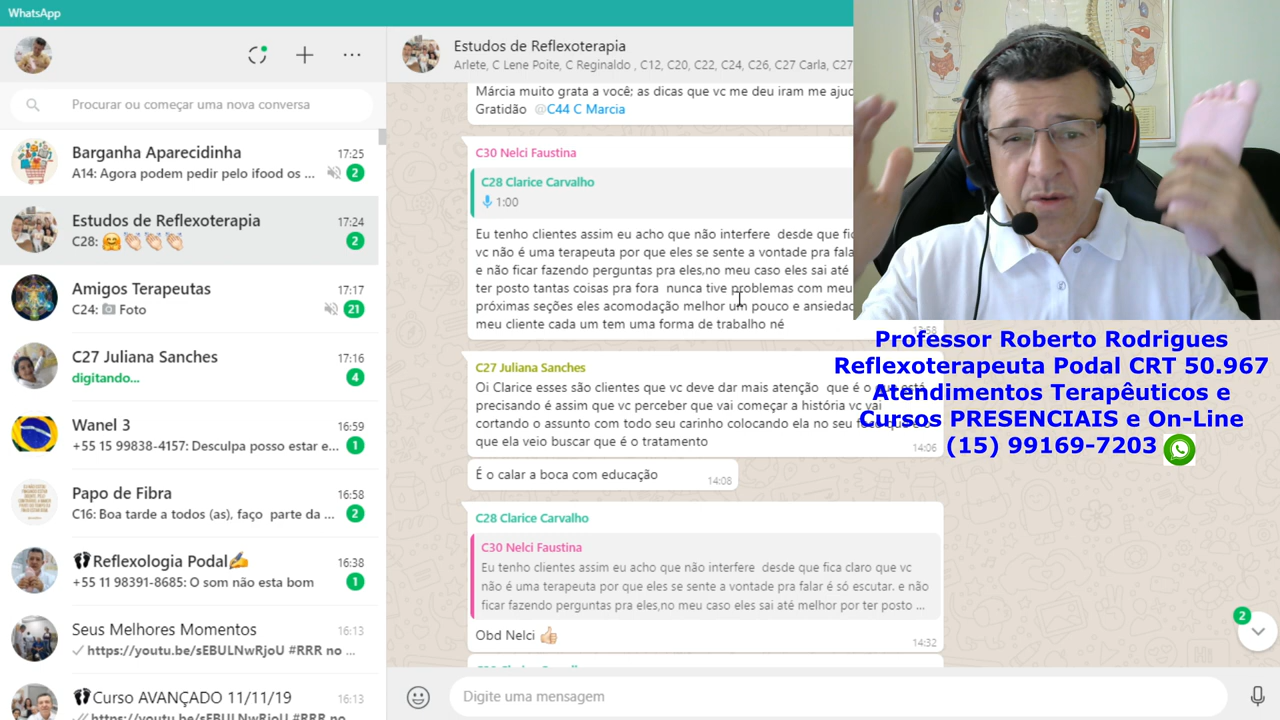 WhatsApp
Procurar ou começar uma nova conversa
Barganha Aparecidinha
17:25
A14: Agora podem pedir pelo ifood os ...
2
Estudos de Reflexoterapia
17:24
C28: 🤗👏🏻👏🏻👏🏻
2
Amigos Terapeutas
17:17
C24: 📷 Foto
21
C27 Juliana Sanches
17:16
digitando...
4
Wanel 3
16:59
+55 15 99838-4157: Desculpa posso estar e...
1
Papo de Fibra
16:58
C16: Boa tarde a todos (as), faço parte da ...
2
👣Reflexologia Podal✍
16:38
+55 11 98391-8685: O som não esta bom
1
Seus Melhores Momentos
16:13
https://youtu.be/sEBULNwRjoU #RRR no ...
👣Curso AVANÇADO 11/11/19
16:13
https://youtu.be/sEBULNwRjoU #RRR no
Estudos de Reflexoterapia
Arlete, C Lene Poite, C Reginaldo , C12, C20, C22, C24, C26, C27 Carla, C27
Márcia muito grata a você; as dicas que vc me deu iram me ajuc
Gratidão @C44 C Marcia
C30 Nelci Faustina
C28 Clarice Carvalho
1:00
Eu tenho clientes assim eu acho que não interfere desde que fic
vc não é uma terapeuta por que eles se sente a vontade pra fala
e não ficar fazendo perguntas pra eles,no meu caso eles sai até
ter posto tantas coisas pra fora nunca tive problemas com meu
próximas seções eles acomodação melhor um pouco e ansiedac
meu cliente cada um tem uma forma de trabalho né
C27 Juliana Sanches
Oi Clarice esses são clientes que vc deve dar mais atenção que é o que está
precisando é assim que vc perceber que vai começar a história vc vai
cortando o assunto com todo seu carinho colocando ela no seu
que ela veio buscar que é o tratamento
14:06
É o calar a boca com educação
14:08
C28 Clarice Carvalho
C30 Nelci Faustina
Eu tenho clientes assim eu acho que não interfere desde que fica claro que vc
não é uma terapeuta por que eles se sente a vontade pra falar é só escutar. e não
ficar fazendo perguntas pra eles,no meu caso eles sai até melhor por ter posto ...
Obd Nelci 👍🏻
14:32
2
Digite uma mensagem
Professor Roberto Rodrigues
Reflexoterapeuta Podal CRT 50.967
Atendimentos Terapêuticos e
Cursos PRESENCIAIS e On-Line
(15) 99169-7203